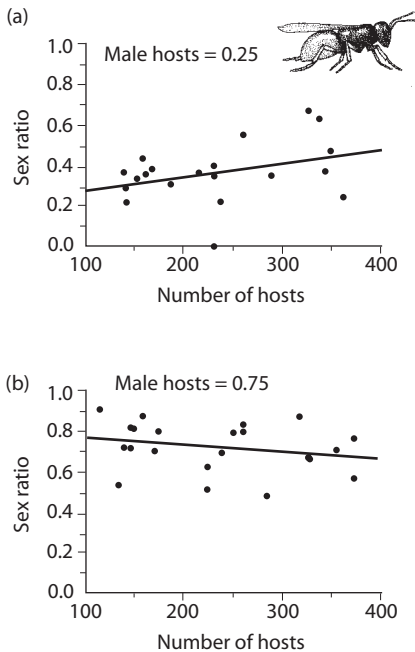 (a)
Male hosts = 0.25
1.0
0.8
0.6
0.4
0.2
0.0
Sex ratio
100 200 300 400
Number of hosts
(b)
Male hosts = 0.75
1.0
0.8
0.6
0.4
0.2
0.0
Sex ratio
100 200 300 400
Number of hosts